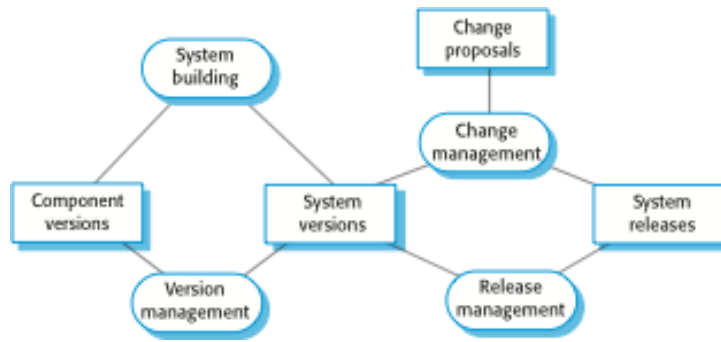 Change
proposals
System
building
Change
management
Component
versions
System
versions
System
releases
Version
management
Release
management